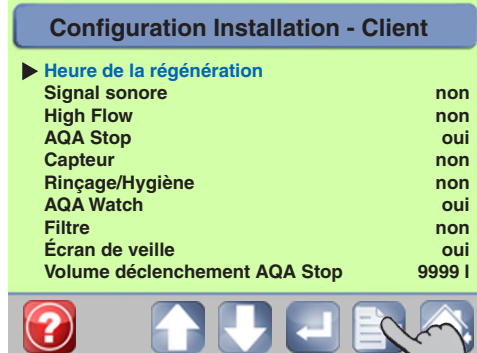 Configuration Installation - Client
Heure de la régénération
Signal sonore non
High Flow non
AQA Stop oui
Capteur non
Rinçage/Hygiène non
AQA Watch oui
Filtre non
Écran de veille oui
Volume déclenchement AQA Stop 9999 l
?